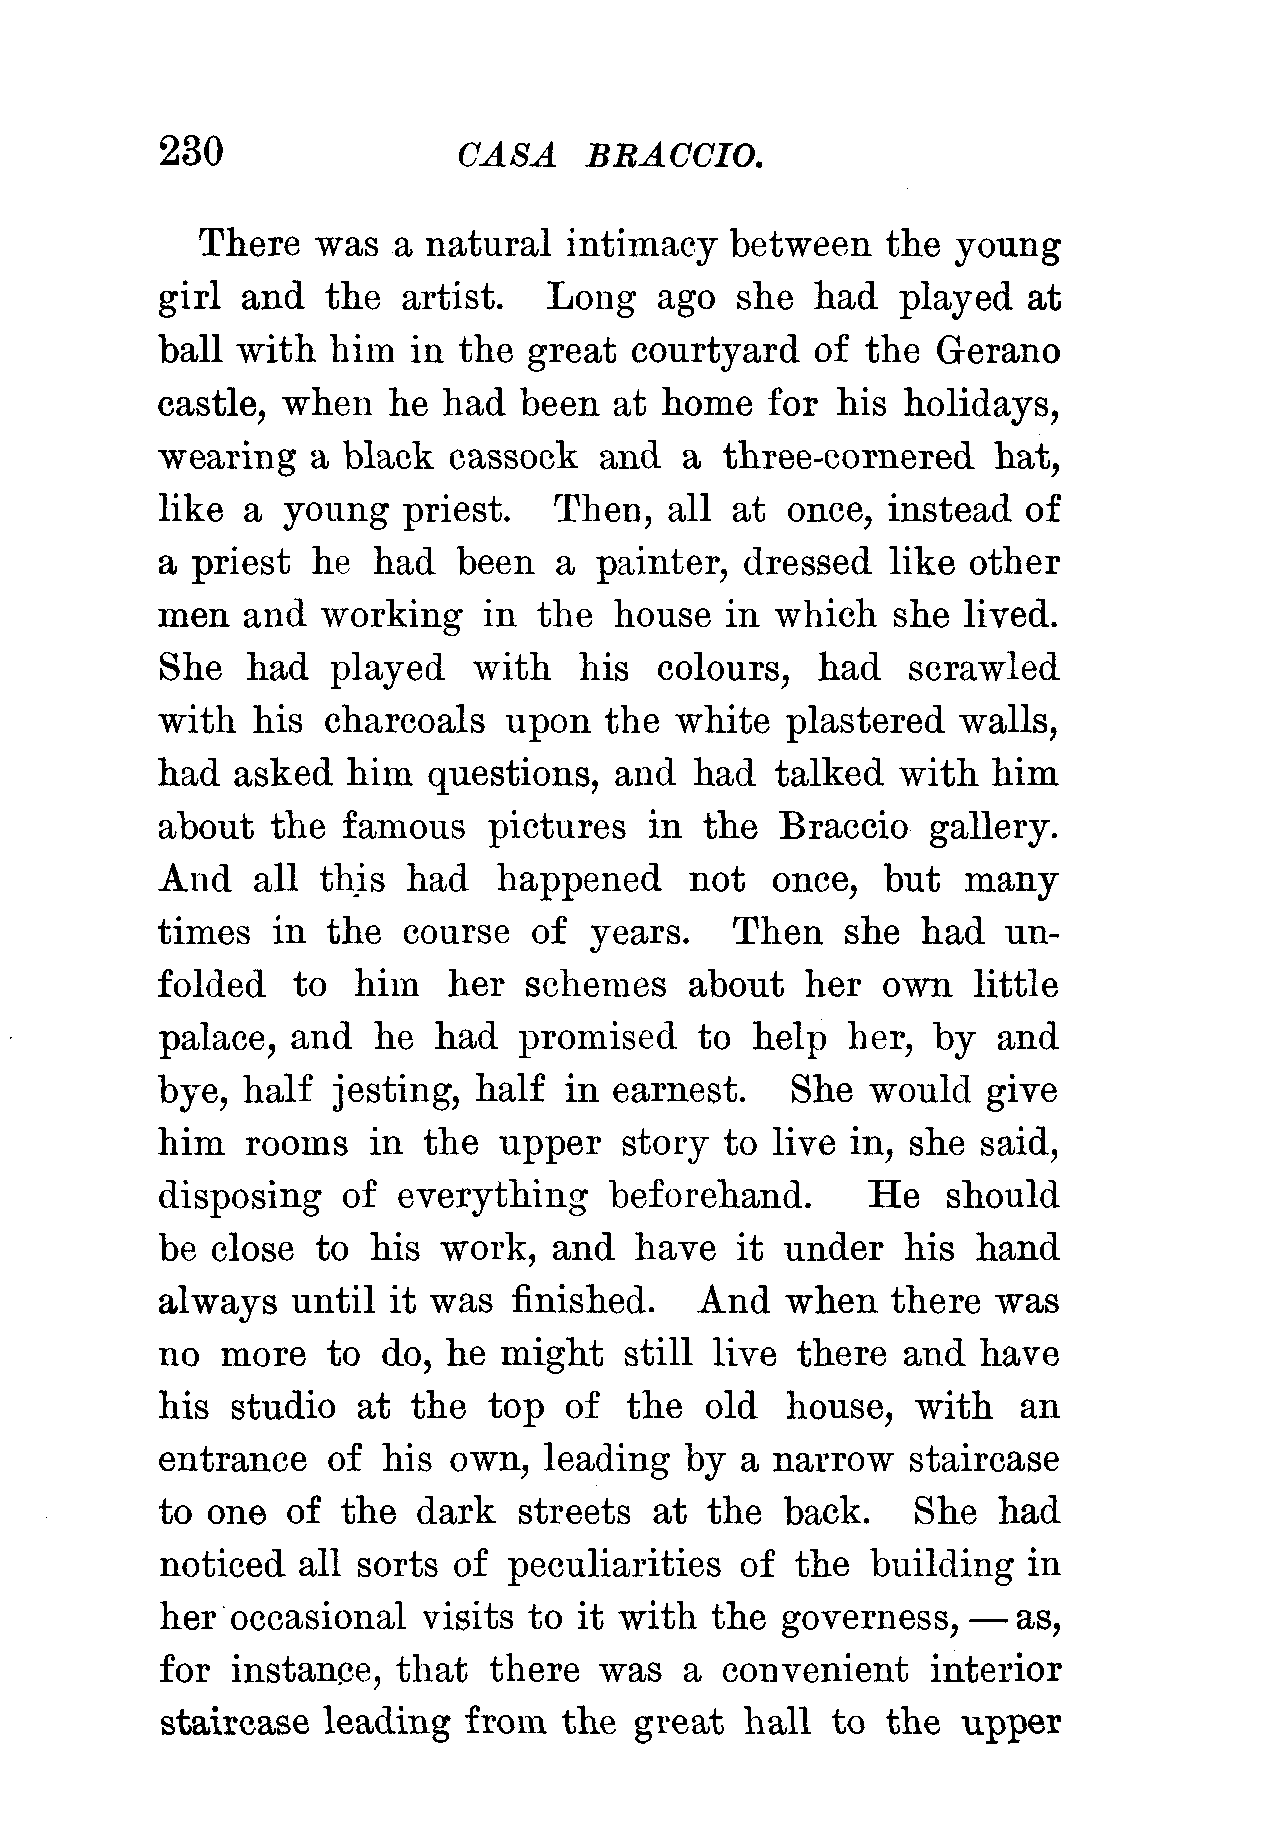 230 CASA BRACCIO.
There was a natural intimacy between the young
girl and the artist. Long ago she had played at
ball with him in the great courtyard of the Gerano
castle, when he had been at home for his holidays,
wearing a black cassock and a three-cornered hat,
like a young priest. Then, all at once, instead of
a priest he had been a painter, dressed like other
men and working in the house in which she lived.
She had played with his colours, had scrawled
with his charcoals upon the white plastered walls,
had asked him questions, and had talked with him
about the famous pictures in the Braccio gallery.
And all this had happened not once, but many
times in the course of years. Then she had un-
folded to him her schemes about her own little
palace, and he had promised to help her, by and
bye, half jesting, half in earnest. She would give
him rooms in the upper story to live in, she said,
disposing of everything beforehand. He should
be close to his work, and have it under his hand
always until it was finished. And when there was
no more to do, he might still live there and have
his studio at the top of the old house, with an
entrance of his own, leading by a narrow staircase
to one of the dark streets at the back. She had
noticed all sorts of peculiarities of the building in
her occasional visits to it with the governess, — as,
for instance, that there was a convenient interior
staircase leading from the great hall to the upper